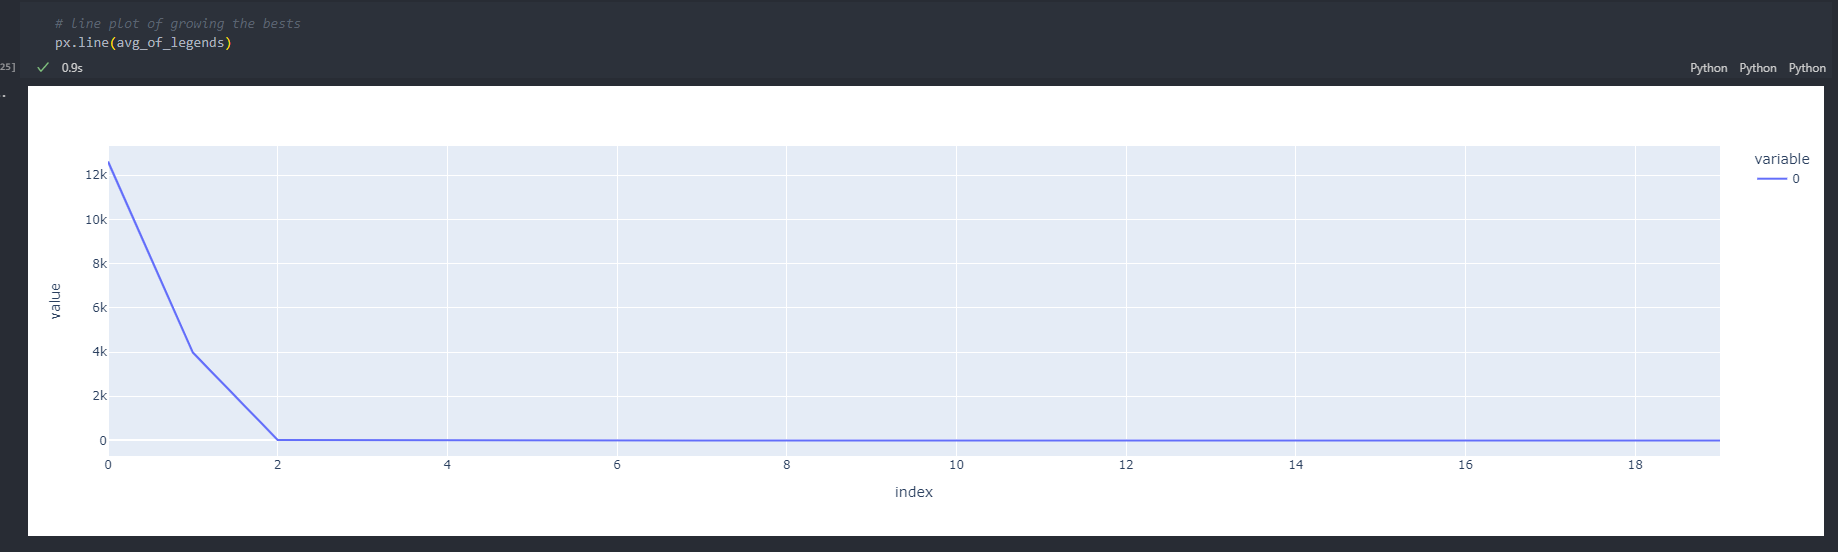 # line plot of growing the bests
px.line(avg_of_legends)
25]
0.9s
Python Python Python
variable
0
12k
10k
8k
6k
4k
2k
0
value
0 2 4 6 8 10 12 14 16 18
index